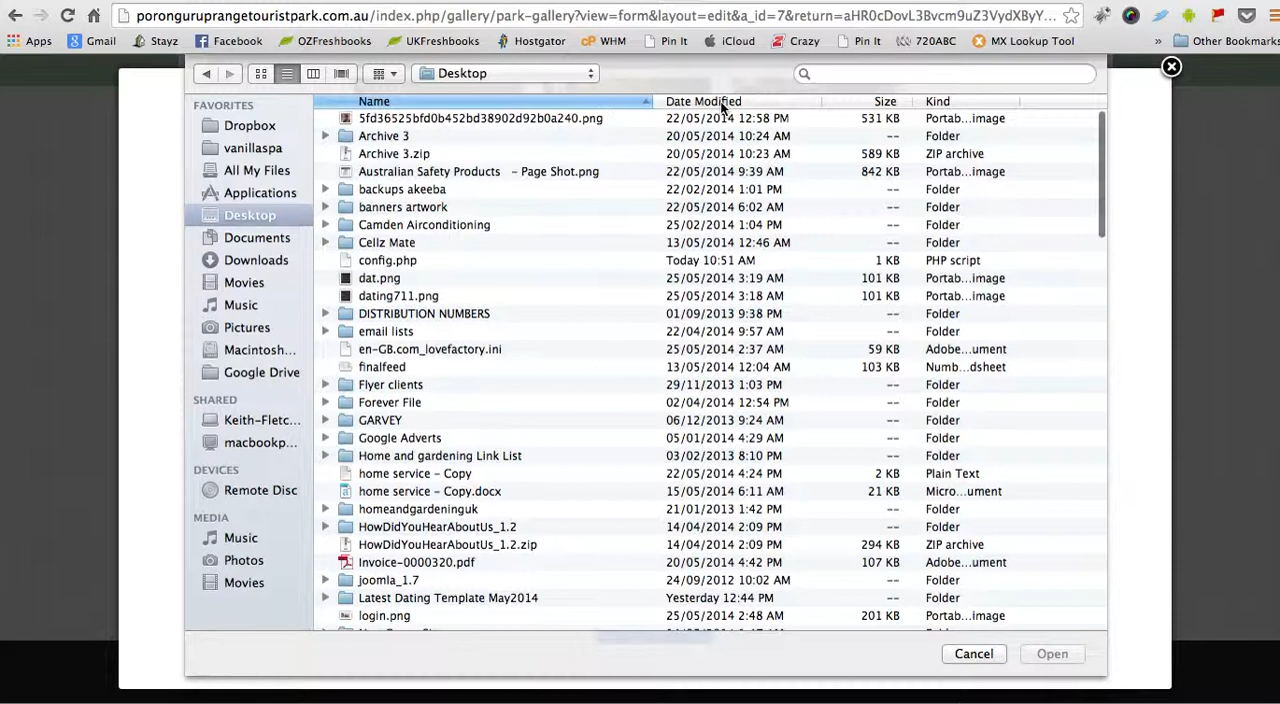 porongurupragetouristpark.com.au/index.php/gallery/park-gallery?view=form&layout=edit&a_id=7&return=aHR0cDovL3Bvcm9uZ3VydXByY...
Apps Gmail Stayz Facebook OZFreshbooks UKFreshbooks Hostgator WHM Pin It iCloud Crazy Pin It 720ABC MX Lookup Tool » Other Bookmarks
Desktop
FAVORITES
Dropbox
vanillaspa
All My Files
Applications
Desktop
Documents
Downloads
Movies
Music
Pictures
Macintosh...
Google Drive
SHARED
Keith-Fletc...
macbookp...
DEVICES
Remote Disc
MEDIA
Music
Photos
Movies
Name Date Modified Size Kind
5fd36525bfd0b452bd38902d92b0a240.png 22/05/2014 12:58 PM 531 KB Portab...image
Archive 3 20/05/2014 10:24 AM -- Folder
Archive 3.zip 20/05/2014 10:23 AM 589 KB ZIP archive
Australian Safety Products - Page Shot.png 22/05/2014 9:39 AM 842 KB Portab...image
backups akeeba 22/02/2014 1:01 PM -- Folder
banners artwork 22/05/2014 6:02 AM -- Folder
Camden Airconditioning 25/02/2014 1:04 PM -- Folder
Cellz Mate 13/05/2014 12:46 AM -- Folder
config.php Today 10:51 AM 1 KB PHP script
dat.png 25/05/2014 3:19 AM 101 KB Portab...image
dating711.png 25/05/2014 3:18 AM 101 KB Portab...image
DISTRIBUTION NUMBERS 01/09/2013 9:38 PM -- Folder
email lists 22/04/2014 9:57 AM -- Folder
en-GB.com_lovefactory.ini 25/05/2014 2:37 AM 59 KB Adobe...ument
finalfeed 13/05/2014 12:04 AM 103 KB Numb...dsheet
Flyer clients 29/11/2013 1:03 PM -- Folder
Forever File 02/04/2014 12:54 PM -- Folder
GARVEY 06/12/2013 9:24 AM -- Folder
Google Adverts 05/01/2014 4:29 AM -- Folder
Home and gardening Link List 03/02/2013 8:10 PM -- Folder
home service - Copy 22/05/2014 4:24 PM 2 KB Plain Text
home service - Copy.docx 15/05/2014 6:11 AM 21 KB Micro...ument
homeandgardeninguk 21/01/2013 1:42 PM -- Folder
HowDidYouHearAboutUs_1.2 14/04/2014 2:09 PM -- Folder
HowDidYouHearAboutUs_1.2.zip 14/04/2014 2:09 PM 294 KB ZIP archive
Invoice-0000320.pdf 20/05/2014 4:42 PM 107 KB Adobe...ument
joomla_1.7 24/09/2012 10:02 AM -- Folder
Latest Dating Template May2014 Yesterday 12:44 PM -- Folder
login.png 25/05/2014 2:48 AM 201 KB Portab...image
Cancel Open